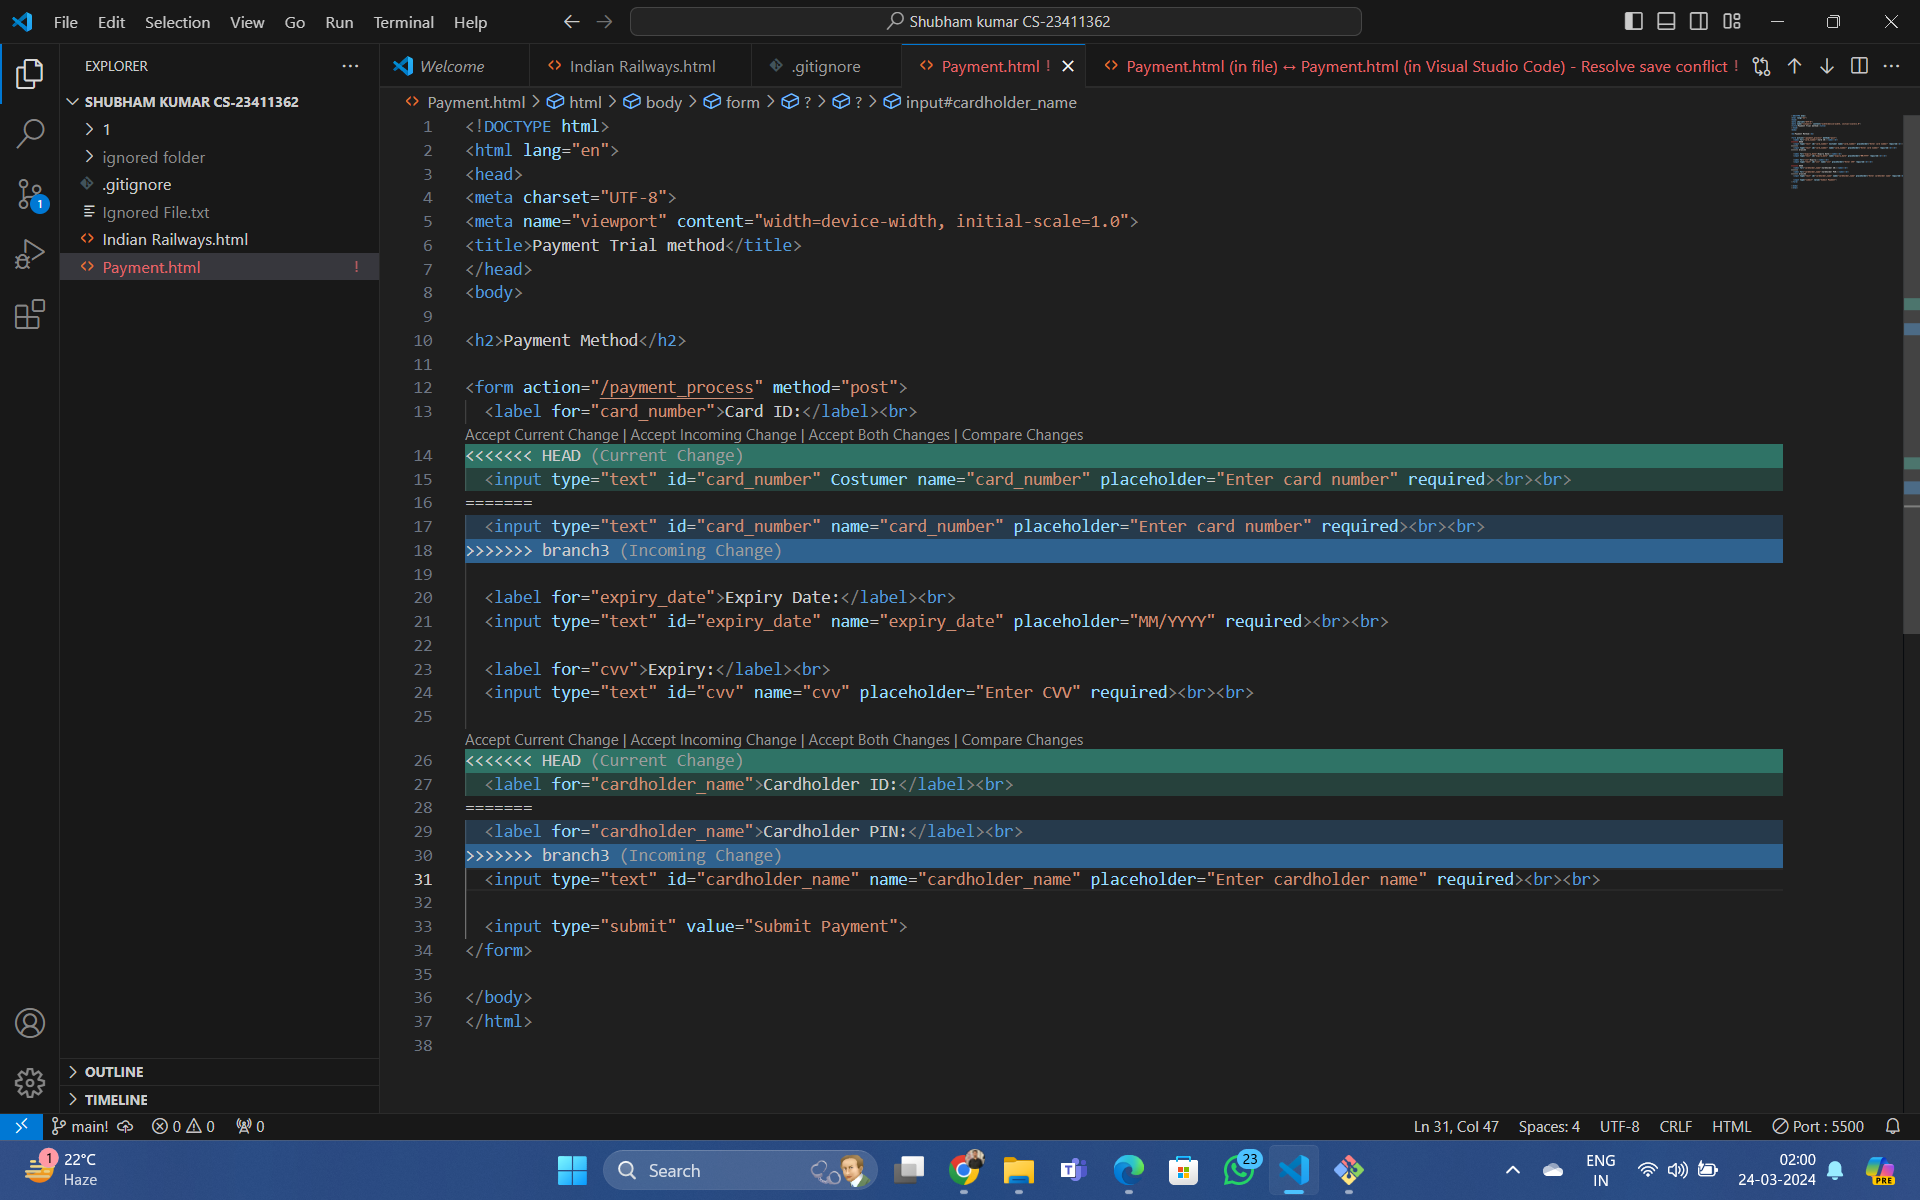 File Edit Selection View Go Run Terminal Help
Shubham kumar CS-23411362
EXPLORER
SHUBHAM KUMAR CS-23411362
1
ignored folder
.gitignore
Ignored File.txt
Indian Railways.html
Payment.html !
OUTLINE
TIMELINE
Welcome
Indian Railways.html
.gitignore
Payment.html !
Payment.html (in file) ↔ Payment.html (in Visual Studio Code) - Resolve save conflict !
Payment.html > html > body > form > ? > ? > input#cardholder_name
1 <!DOCTYPE html>
2 <html lang="en">
3 <head>
4 <meta charset="UTF-8">
5 <meta name="viewport" content="width=device-width, initial-scale=1.0">
6 <title>Payment Trial method</title>
7 </head>
8 <body>
9
10 <h2>Payment Method</h2>
11
12 <form action="/payment_process" method="post">
13 <label for="card_number">Card ID:</label><br>
Accept Current Change | Accept Incoming Change | Accept Both Changes | Compare Changes
14 <<<<<<< HEAD (Current Change)
15 <input type="text" id="card_number" Costumer name="card_number" placeholder="Enter card number" required><br><br>
16 =======
17 <input type="text" id="card_number" name="card_number" placeholder="Enter card number" required><br><br>
18 >>>>>>> branch3 (Incoming Change)
19
20 <label for="expiry_date">Expiry Date:</label><br>
21 <input type="text" id="expiry_date" name="expiry_date" placeholder="MM/YYYY" required><br><br>
22
23 <label for="cvv">Expiry:</label><br>
24 <input type="text" id="cvv" name="cvv" placeholder="Enter CVV" required><br><br>
25
Accept Current Change | Accept Incoming Change | Accept Both Changes | Compare Changes
26 <<<<<<< HEAD (Current Change)
27 <label for="cardholder_name">Cardholder ID:</label><br>
28 =======
29 <label for="cardholder_name">Cardholder PIN:</label><br>
30 >>>>>>> branch3 (Incoming Change)
31 <input type="text" id="cardholder_name" name="cardholder_name" placeholder="Enter cardholder name" required><br><br>
32
33 <input type="submit" value="Submit Payment">
34 </form>
35
36 </body>
37 </html>
38
1
main! 0 0 0
Ln 31, Col 47 Spaces: 4 UTF-8 CRLF HTML Port : 5500
1
22°C
Haze
Search
23
ENG
IN
02:00
24-03-2024
PRE